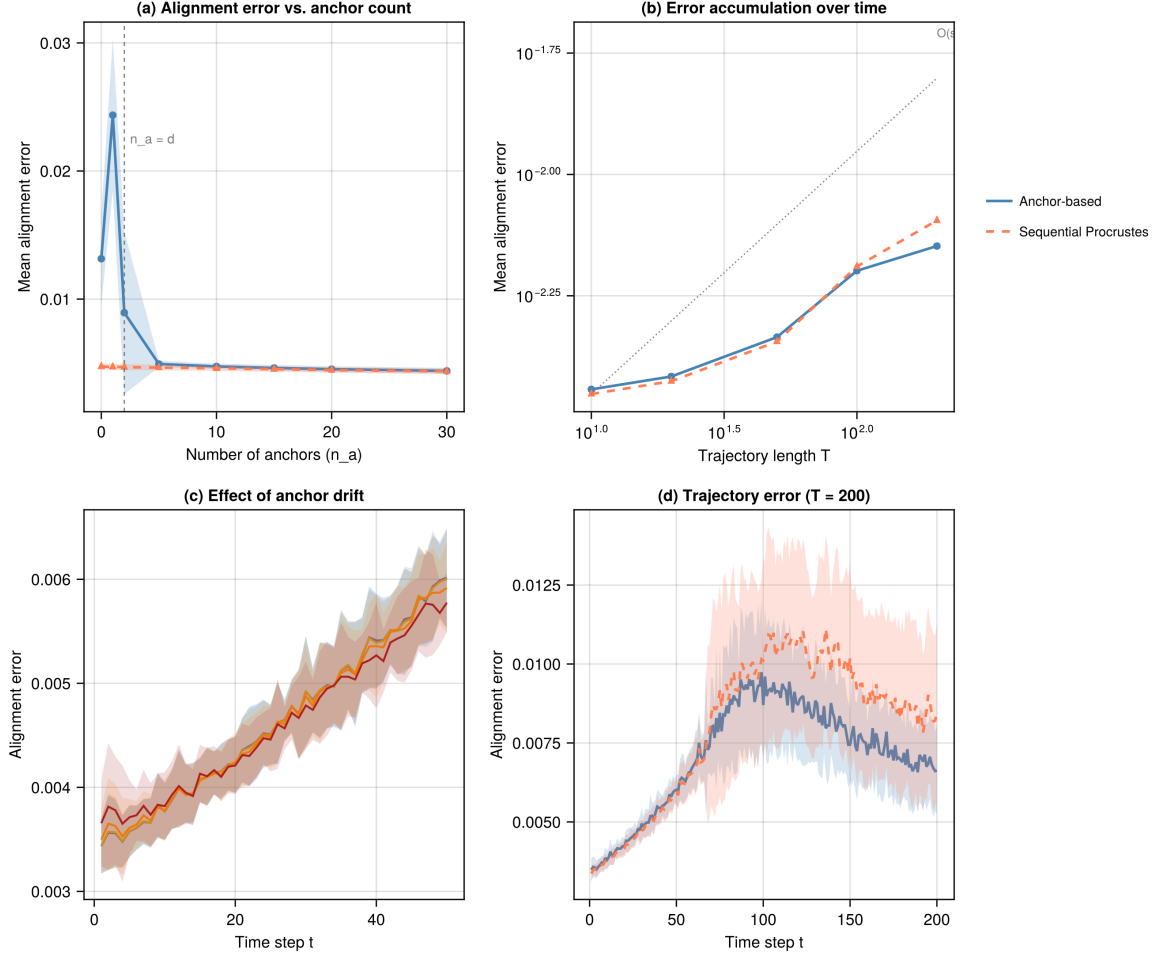 (a) Alignment error vs. anchor count
Mean alignment error
0.03
0.02
0.01
n_a = d
0
10
20
30
Number of anchors (n_a)
(b) Error accumulation over time
Mean alignment error
10^−1.75
10^−2.00
10^−2.25
O(s
10^1.0
10^1.5
10^2.0
Trajectory length T
Anchor-based
Sequential Procrustes
(c) Effect of anchor drift
Alignment error
0.006
0.005
0.004
0.003
0
20
40
Time step t
(d) Trajectory error (T = 200)
Alignment error
0.0125
0.0100
0.0075
0.0050
0
50
100
150
200
Time step t